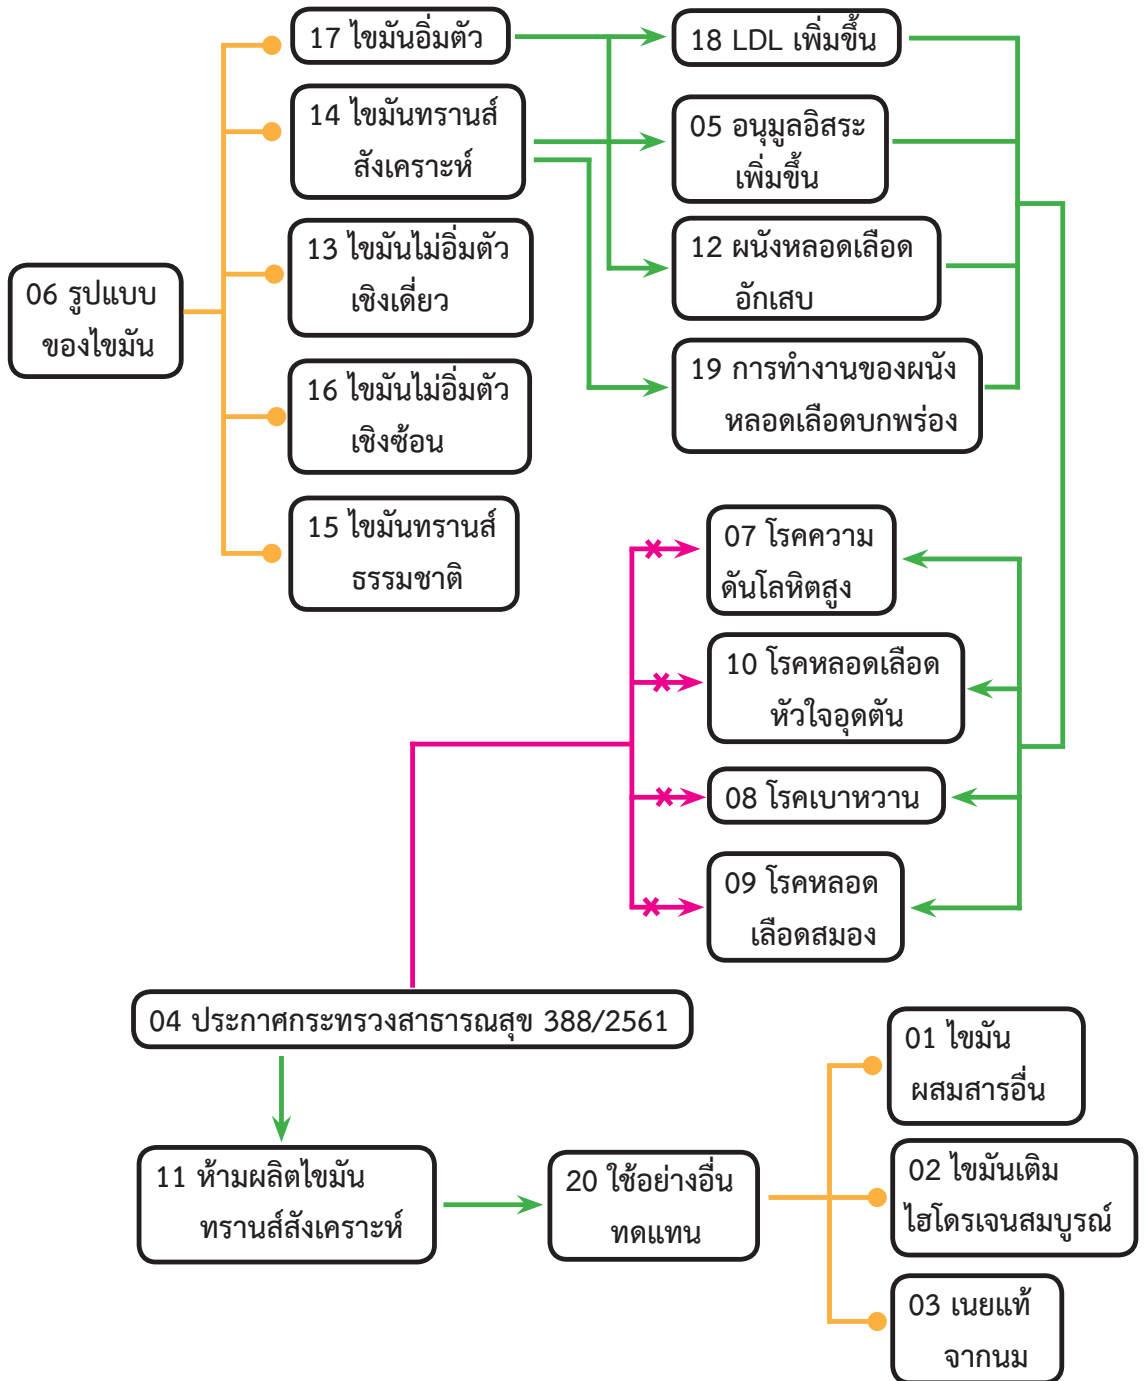 17 ไขมันอิ่มตัว
14 ไขมันทรานส์
สังเคราะห์
13 ไขมันไม่อิ่มตัว
เชิงเดี่ยว
06 รูปแบบ
ของไขมัน
16 ไขมันไม่อิ่มตัว
เชิงซ้อน
15 ไขมันทรานส์
ธรรมชาติ
18 LDL เพิ่มขึ้น
05 อนุมูลอิสระ
เพิ่มขึ้น
12 ผนังหลอดเลือด
อักเสบ
19 การทำงานของผนัง
หลอดเลือดบกพร่อง
07 โรคความ
ดันโลหิตสูง
10 โรคหลอดเลือด
หัวใจอุดตัน
08 โรคเบาหวาน
09 โรคหลอด
เลือดสมอง
04 ประกาศกระทรวงสาธารณสุข 388/2561
11 ห้ามผลิตไขมัน
ทรานส์สังเคราะห์
20 ใช้อย่างอื่น
ทดแทน
01 ไขมัน
ผสมสารอื่น
02 ไขมันเติม
ไฮโดรเจนสมบูรณ์
03 เนยแท้
จากนม